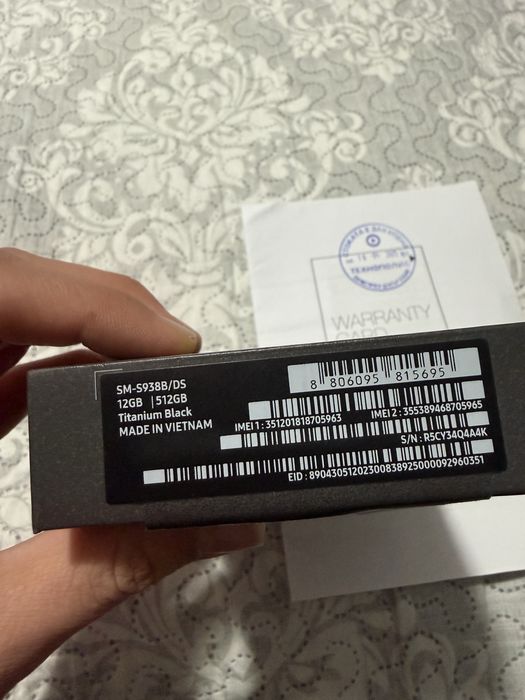 WARRANTY
SM-S938B/DS
12GB | 512GB
Titanium Black
MADE IN VIETNAM
8 806095 815695
IMEI 1 : 351201818705963
IMEI 2 : 355389468705965
S/N : R5CY34Q4A4K
EID : 89043051202300838925000092960351